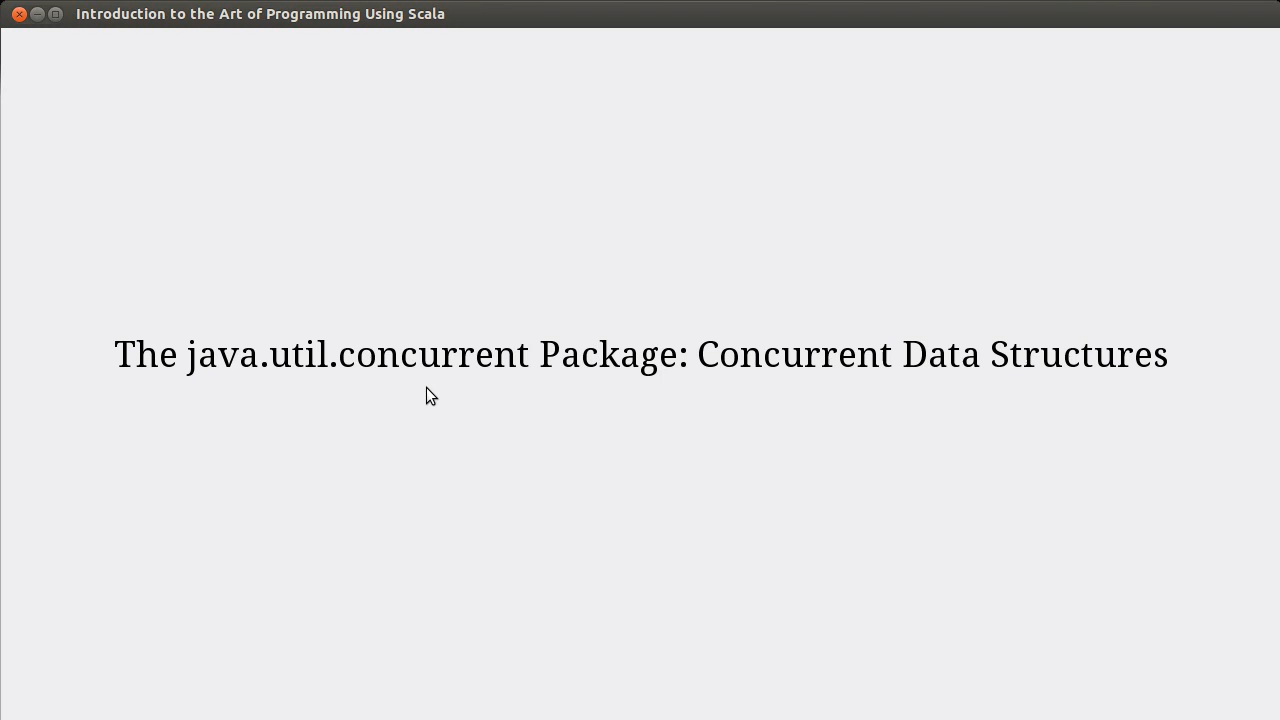 Introduction to the Art of Programming Using Scala
The java.util.concurrent Package: Concurrent Data Structures